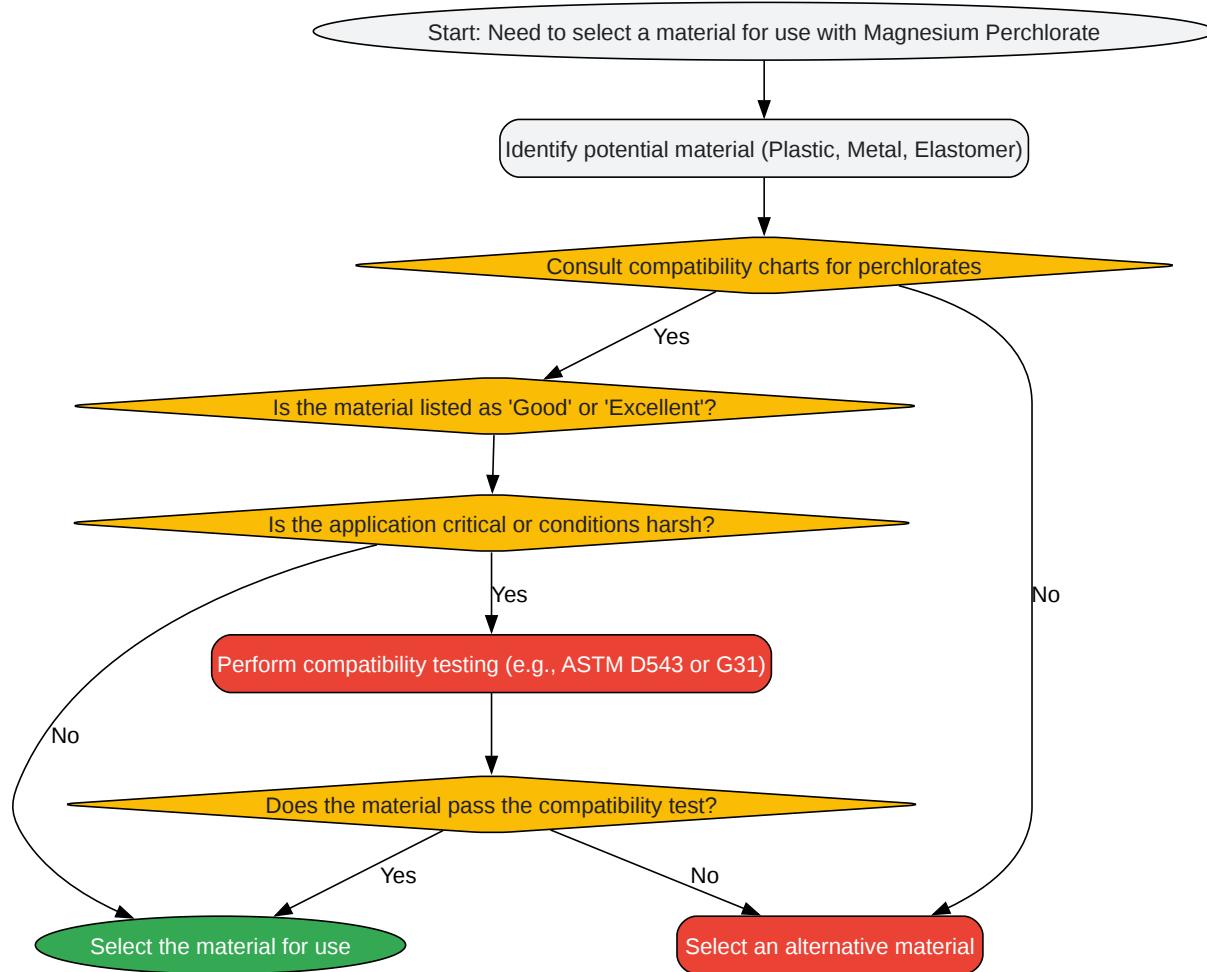 Start: Need to select a material for use with Magnesium Perchlorate
Identify potential material (Plastic, Metal, Elastomer)
Consult compatibility charts for perchlorates
Yes
Is the material listed as 'Good' or 'Excellent'?
Is the application critical or conditions harsh?
Yes
No
Perform compatibility testing (e.g., ASTM D543 or G31)
No
Does the material pass the compatibility test?
Yes
No
Select the material for use
Select an alternative material